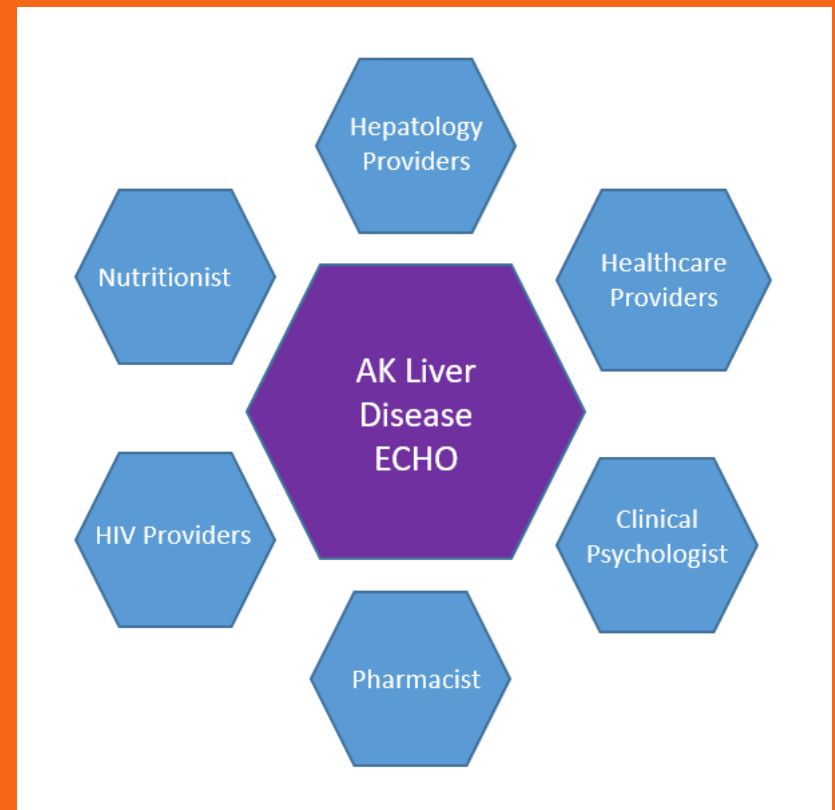 Hepatology
Providers
Nutritionist
Healthcare
Providers
AK Liver
Disease
ECHO
HIV Providers
Clinical
Psychologist
Pharmacist